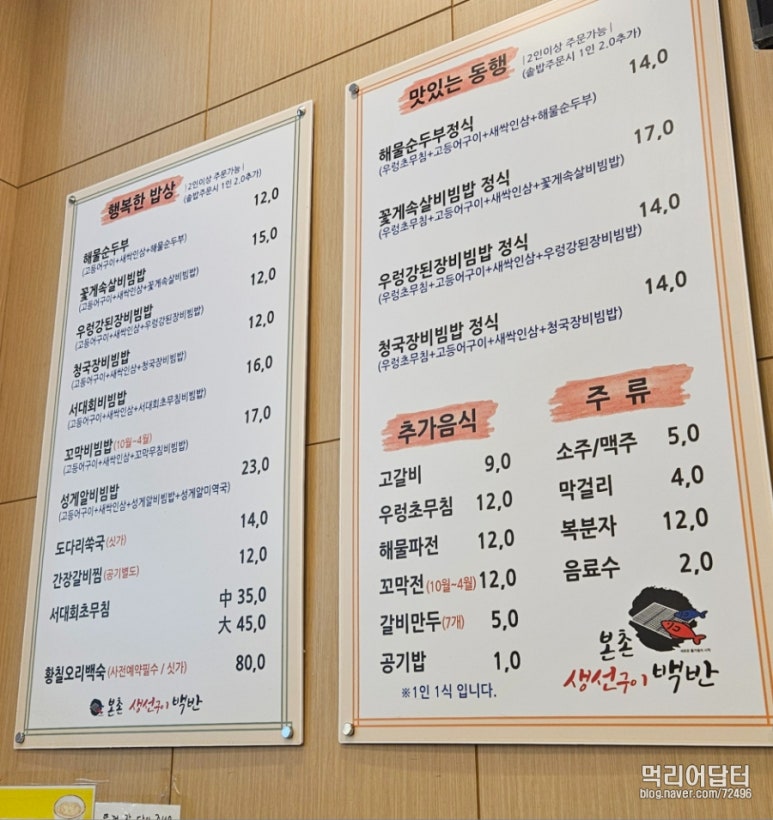 행복한 밥상 |2인이상 주문가능|
(솥밥주문시 1인 2.0추가)
해물순두부 12,0
(고등어구이+새싹인삼+해물순두부)
꽃게속살비빔밥 15,0
(고등어구이+새싹인삼+꽃게속살비빔밥)
우렁강된장비빔밥 12,0
(고등어구이+새싹인삼+우렁강된장비빔밥)
청국장비빔밥 12,0
(고등어구이+새싹인삼+청국장비빔밥)
서대회비빔밥 16,0
(고등어구이+새싹인삼+서대회초무침비빔밥)
꼬막비빔밥(10월~4월) 17,0
(고등어구이+새싹인삼+꼬막무침비빔밥)
성게알비빔밥 23,0
(고등어구이+새싹인삼+성게알비빔밥+성게알미역국)
도다리쑥국(싯가) 14,0
간장갈비찜(공기별도) 12,0
서대회초무침 中 35,0
大 45,0
황칠오리백숙(사전예약필수 / 싯가) 80,0
본촌 생선구이 백반
맛있는 동행 |2인이상 주문가능|
(솥밥주문시 1인 2.0추가)
해물순두부정식 14,0
(우렁초무침+고등어구이+새싹인삼+해물순두부)
꽃게속살비빔밥 정식 17,0
(우렁초무침+고등어구이+새싹인삼+꽃게속살비빔밥)
우렁강된장비빔밥 정식 14,0
(우렁초무침+고등어구이+새싹인삼+우렁강된장비빔밥)
청국장비빔밥 정식 14,0
(우렁초무침+고등어구이+새싹인삼+청국장비빔밥)
추가음식
고갈비 9,0
우렁초무침 12,0
해물파전 12,0
꼬막전(10월~4월) 12,0
갈비만두(7개) 5,0
공기밥 1,0
※1인 1식 입니다.
주 류
소주/맥주 5,0
막걸리 4,0
복분자 12,0
음료수 2,0
본촌
생선구이 백반
먹리어답터
blog.naver.com/72496